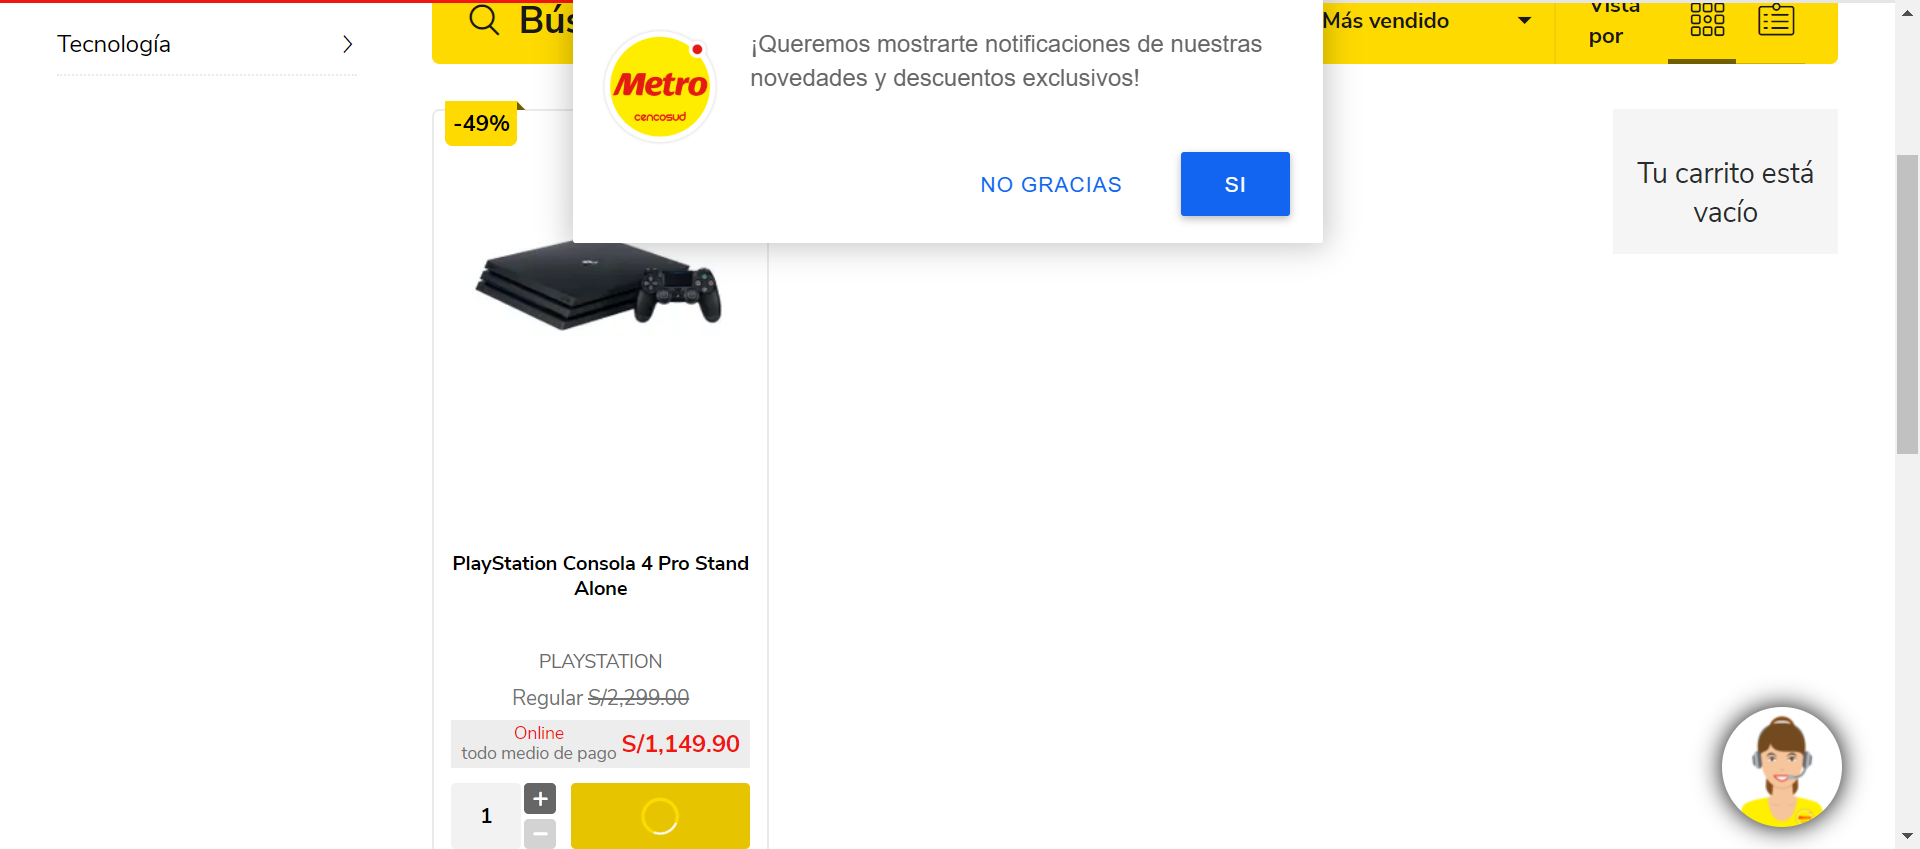 Tecnología
Bús
Más vendido
Vista
por
¡Queremos mostrarte notificaciones de nuestras
novedades y descuentos exclusivos!
Metro
cencosud
NO GRACIAS
SI
-49%
Tu carrito está
vacío
PlayStation Consola 4 Pro Stand
Alone
PLAYSTATION
Regular S/2,299.00
Online
todo medio de pago
S/1,149.90
1
+
-